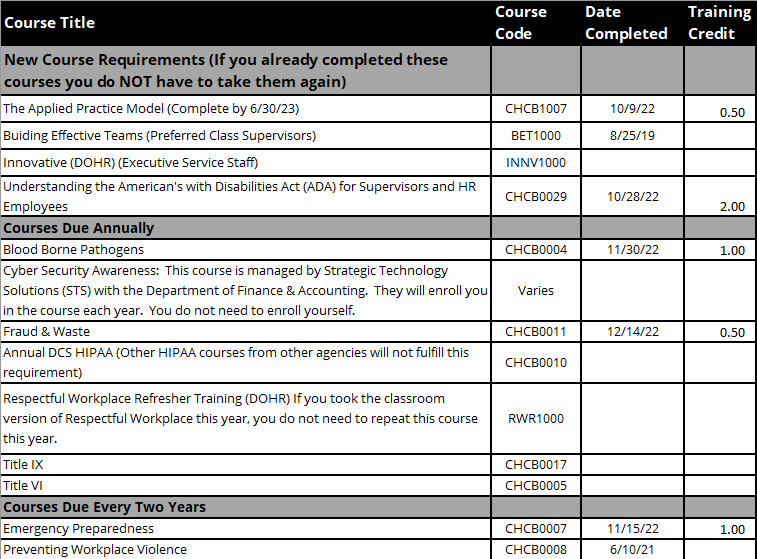 Course Title Course Code Date Completed Training Credit
New Course Requirements (If you already completed these
courses you do NOT have to take them again)
The Applied Practice Model (Complete by 6/30/23) CHCB1007 10/9/22 0.50
Buiding Effective Teams (Preferred Class Supervisors) BET1000 8/25/19
Innovative (DOHR) (Executive Service Staff) INNV1000
Understanding the American's with Disabilities Act (ADA) for Supervisors and HR
Employees CHCB0029 10/28/22 2.00
Courses Due Annually
Blood Borne Pathogens CHCB0004 11/30/22 1.00
Cyber Security Awareness: This course is managed by Strategic Technology
Solutions (STS) with the Department of Finance & Accounting. They will enroll you
in the course each year. You do not need to enroll yourself. Varies
Fraud & Waste CHCB0011 12/14/22 0.50
Annual DCS HIPAA (Other HIPAA courses from other agencies will not fulfill this
requirement) CHCB0010
Respectful Workplace Refresher Training (DOHR) If you took the classroom
version of Respectful Workplace this year, you do not need to repeat this course
this year. RWR1000
Title IX CHCB0017
Title VI CHCB0005
Courses Due Every Two Years
Emergency Preparedness CHCB0007 11/15/22 1.00
Preventing Workplace Violence CHCB0008 6/10/21